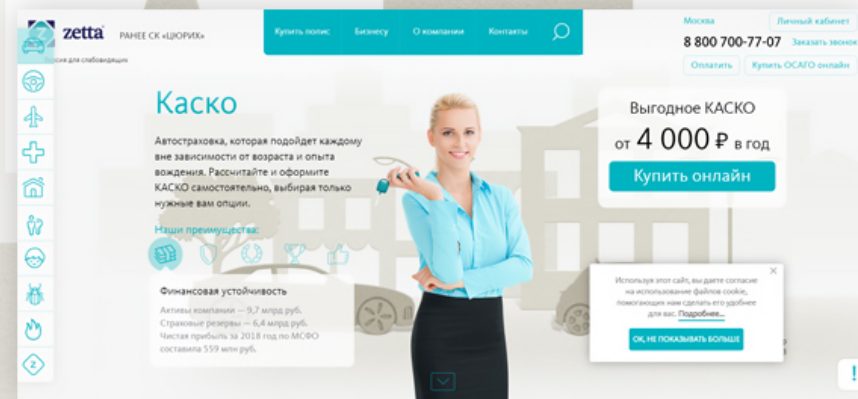 zetta
РАНЕЕ СК «ЦЮРИХ»
Версия для слабовидящих
Купить полис
Бизнесу
О компании
Контакты
Москва
Личный кабинет
8 800 700-77-07
Заказать звонок
Оплатить
Купить ОСАГО онлайн
Каско
Автостраховка, которая подойдет каждому
вне зависимости от возраста и опыта
вождения. Рассчитайте и оформите
КАСКО самостоятельно, выбирая только
нужные вам опции.
Наши преимущества:
Финансовая устойчивость
Активы компании — 9,7 млрд руб.
Страховые резервы — 6,4 млрд руб.
Чистая прибыль за 2018 год по МСФО
составила 559 млн руб.
Выгодное КАСКО
от 4 000 ₽ в год
Купить онлайн
Используя этот сайт, вы даете согласие
на использование файлов cookie,
помогающих нам сделать его удобнее
для вас. Подробнее...
ОК, НЕ ПОКАЗЫВАТЬ БОЛЬШЕ